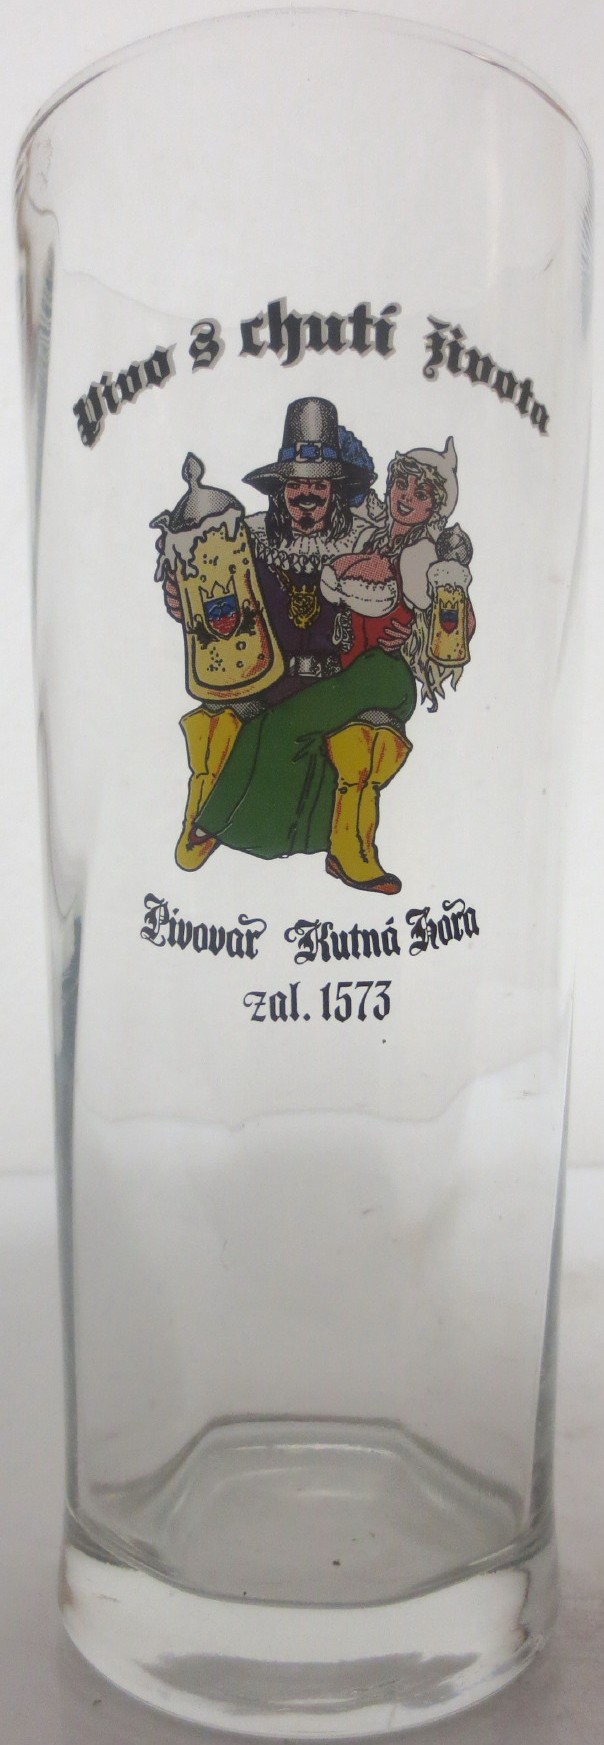 Pivo s chutí života
Pivovar Kutná Hora
zal. 1573